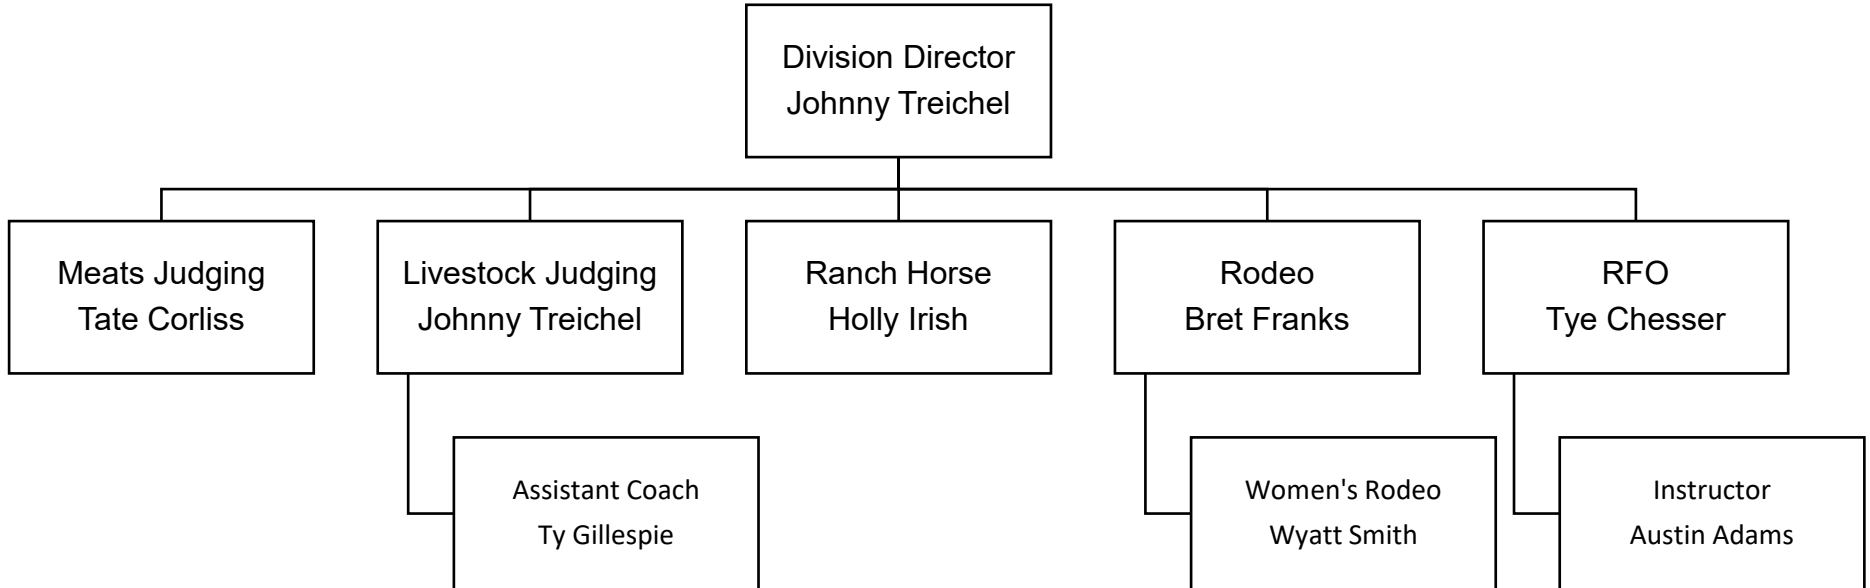 Division Director
Johnny Treichel
Meats Judging
Tate Corliss
Livestock Judging
Johnny Treichel
Ranch Horse
Holly Irish
Rodeo
Bret Franks
RFO
Tye Chesser
Assistant Coach
Ty Gillespie
Women's Rodeo
Wyatt Smith
Instructor
Austin Adams